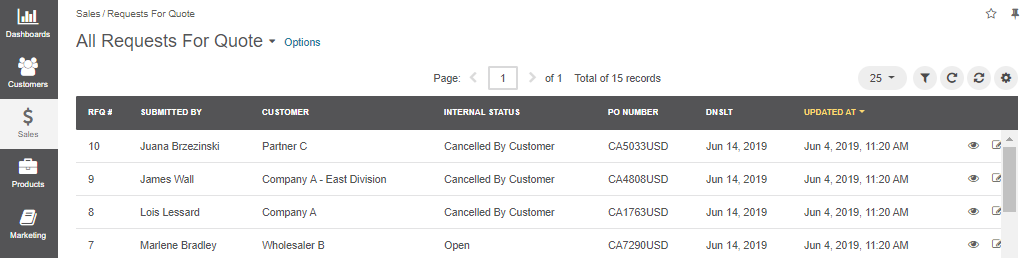 Dashboards
Customers
Sales
Products
Marketing
Sales / Requests For Quote
All Requests For Quote Options
Page: 1 of 1 Total of 15 records 25
RFQ # SUBMITTED BY CUSTOMER INTERNAL STATUS PO NUMBER DNSLT UPDATED AT
10 Juana Brzezinski Partner C Cancelled By Customer CA5033USD Jun 14, 2019 Jun 4, 2019, 11:20 AM
9 James Wall Company A - East Division Cancelled By Customer CA4808USD Jun 14, 2019 Jun 4, 2019, 11:20 AM
8 Lois Lessard Company A Cancelled By Customer CA1763USD Jun 14, 2019 Jun 4, 2019, 11:20 AM
7 Marlene Bradley Wholesaler B Open CA7290USD Jun 14, 2019 Jun 4, 2019, 11:20 AM